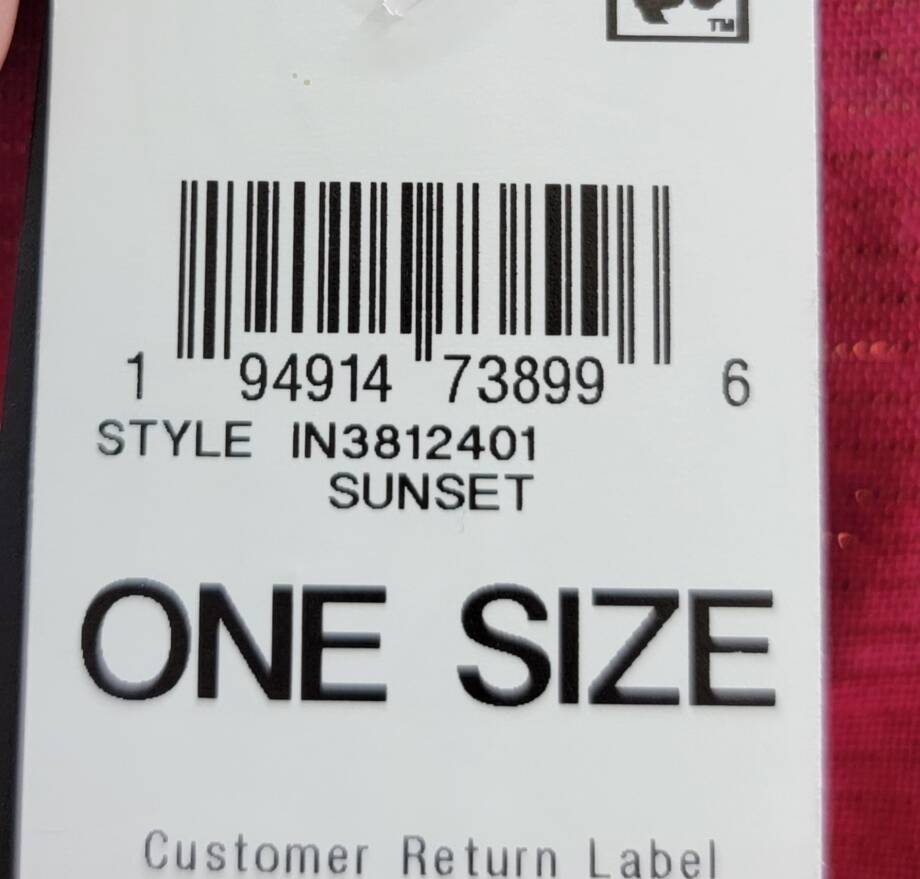 TM
1 94914 73899 6
STYLE IN3812401
SUNSET
ONE SIZE
Customer Return Label